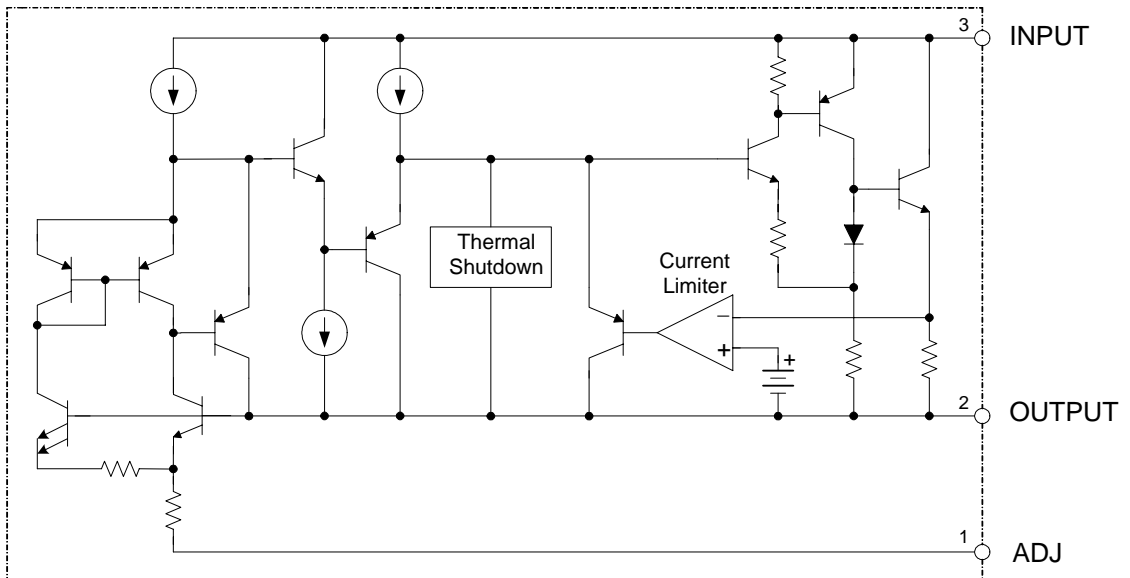 3
INPUT
Thermal
Shutdown
Current
Limiter
−
+
+
2
OUTPUT
1
ADJ